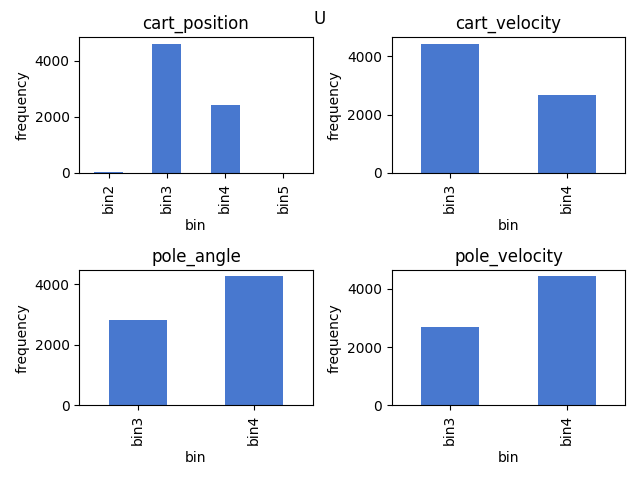 U
cart_position
frequency
4000
2000
0
bin2
bin3
bin4
bin5
bin
cart_velocity
frequency
4000
2000
0
bin3
bin4
bin
pole_angle
frequency
4000
2000
0
bin3
bin4
bin
pole_velocity
frequency
4000
2000
0
bin3
bin4
bin